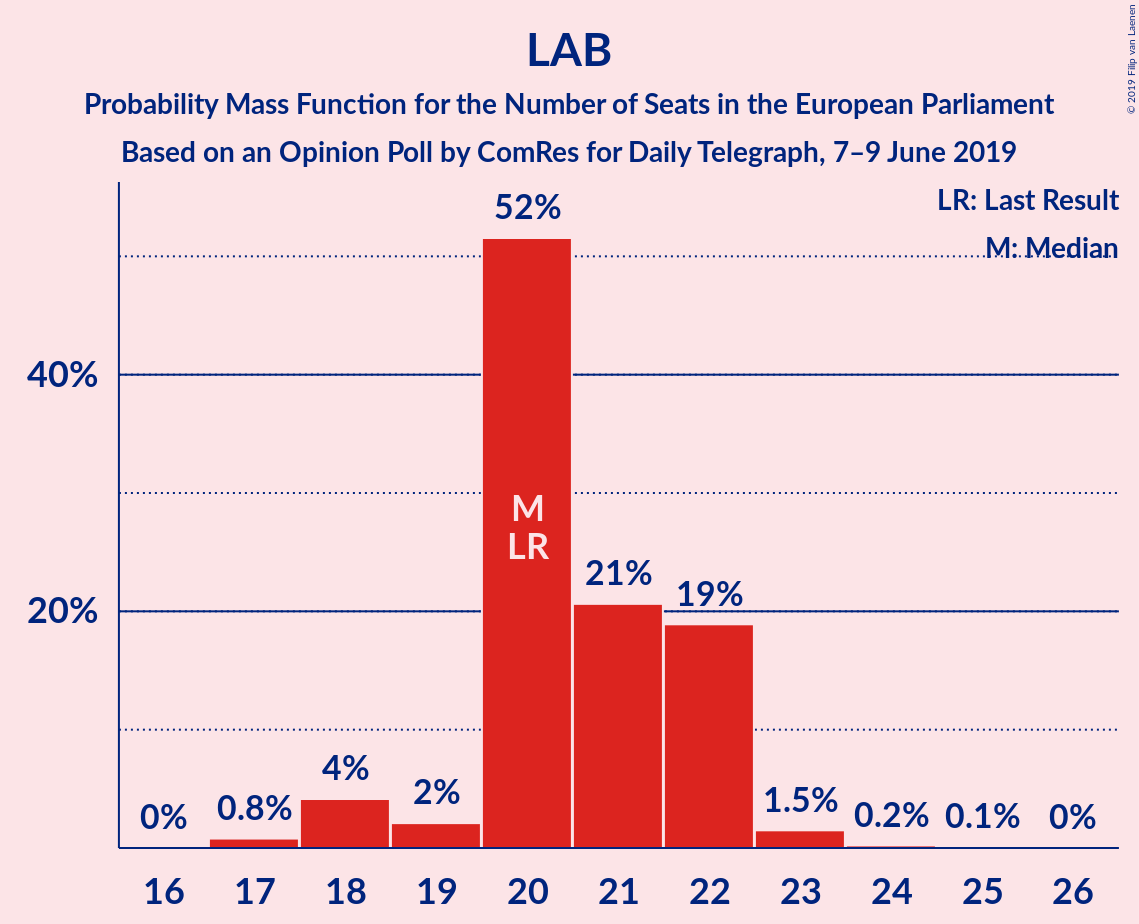 LAB
Probability Mass Function for the Number of Seats in the European Parliament
Based on an Opinion Poll by ComRes for Daily Telegraph, 7–9 June 2019
© 2019 Filip van Laenen
LR: Last Result
M: Median
52%
40%
M
LR
21%
19%
20%
4%
2%
0.8%
0%
1.5%
0.2%
0.1%
0%
16 17 18 19 20 21 22 23 24 25 26